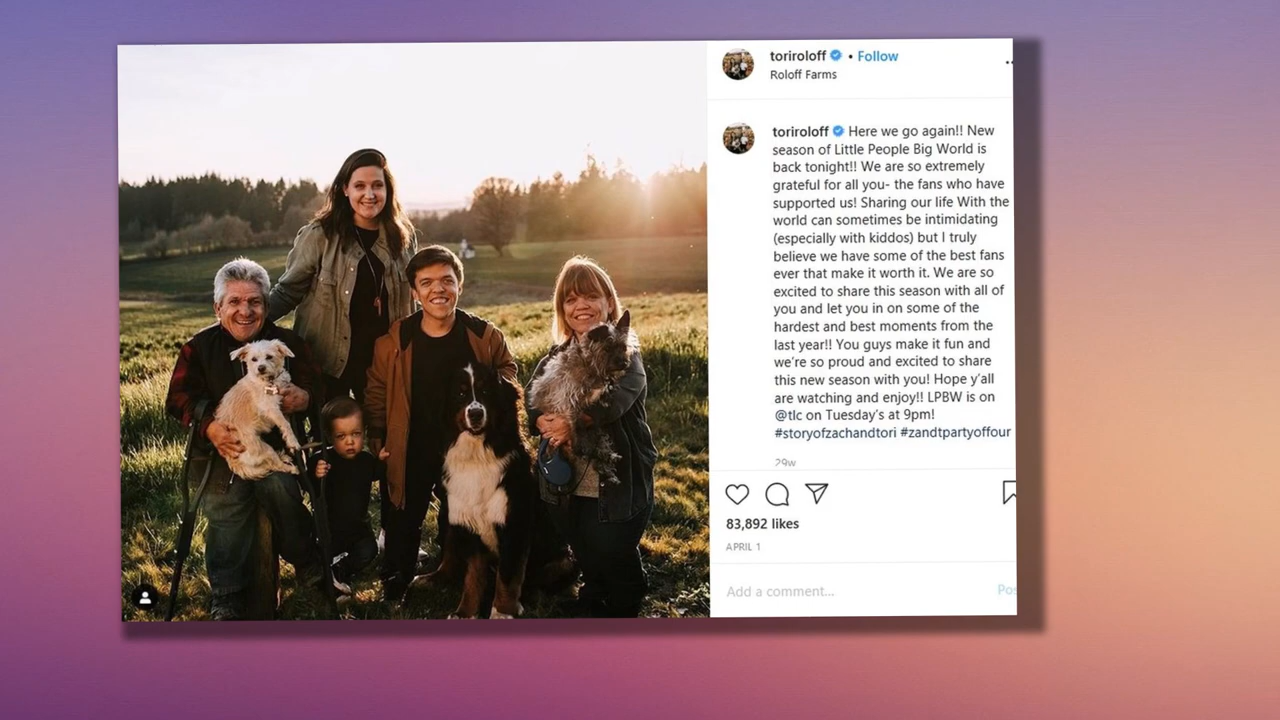 toriroloff • Follow
Roloff Farms
toriroloff Here we go again!! New
season of Little People Big World is
back tonight!! We are so extremely
grateful for all you- the fans who have
supported us! Sharing our life With the
world can sometimes be intimidating
(especially with kiddos) but I truly
believe we have some of the best fans
ever that make it worth it. We are so
excited to share this season with all of
you and let you in on some of the
hardest and best moments from the
last year!! You guys make it fun and
we're so proud and excited to share
this new season with you! Hope y'all
are watching and enjoy!! LPBW is on
@tlc on Tuesday's at 9pm!
#storyofzachandtori #zandtpartyoffour
29w
83,892 likes
APRIL 1
Add a comment...
Pos